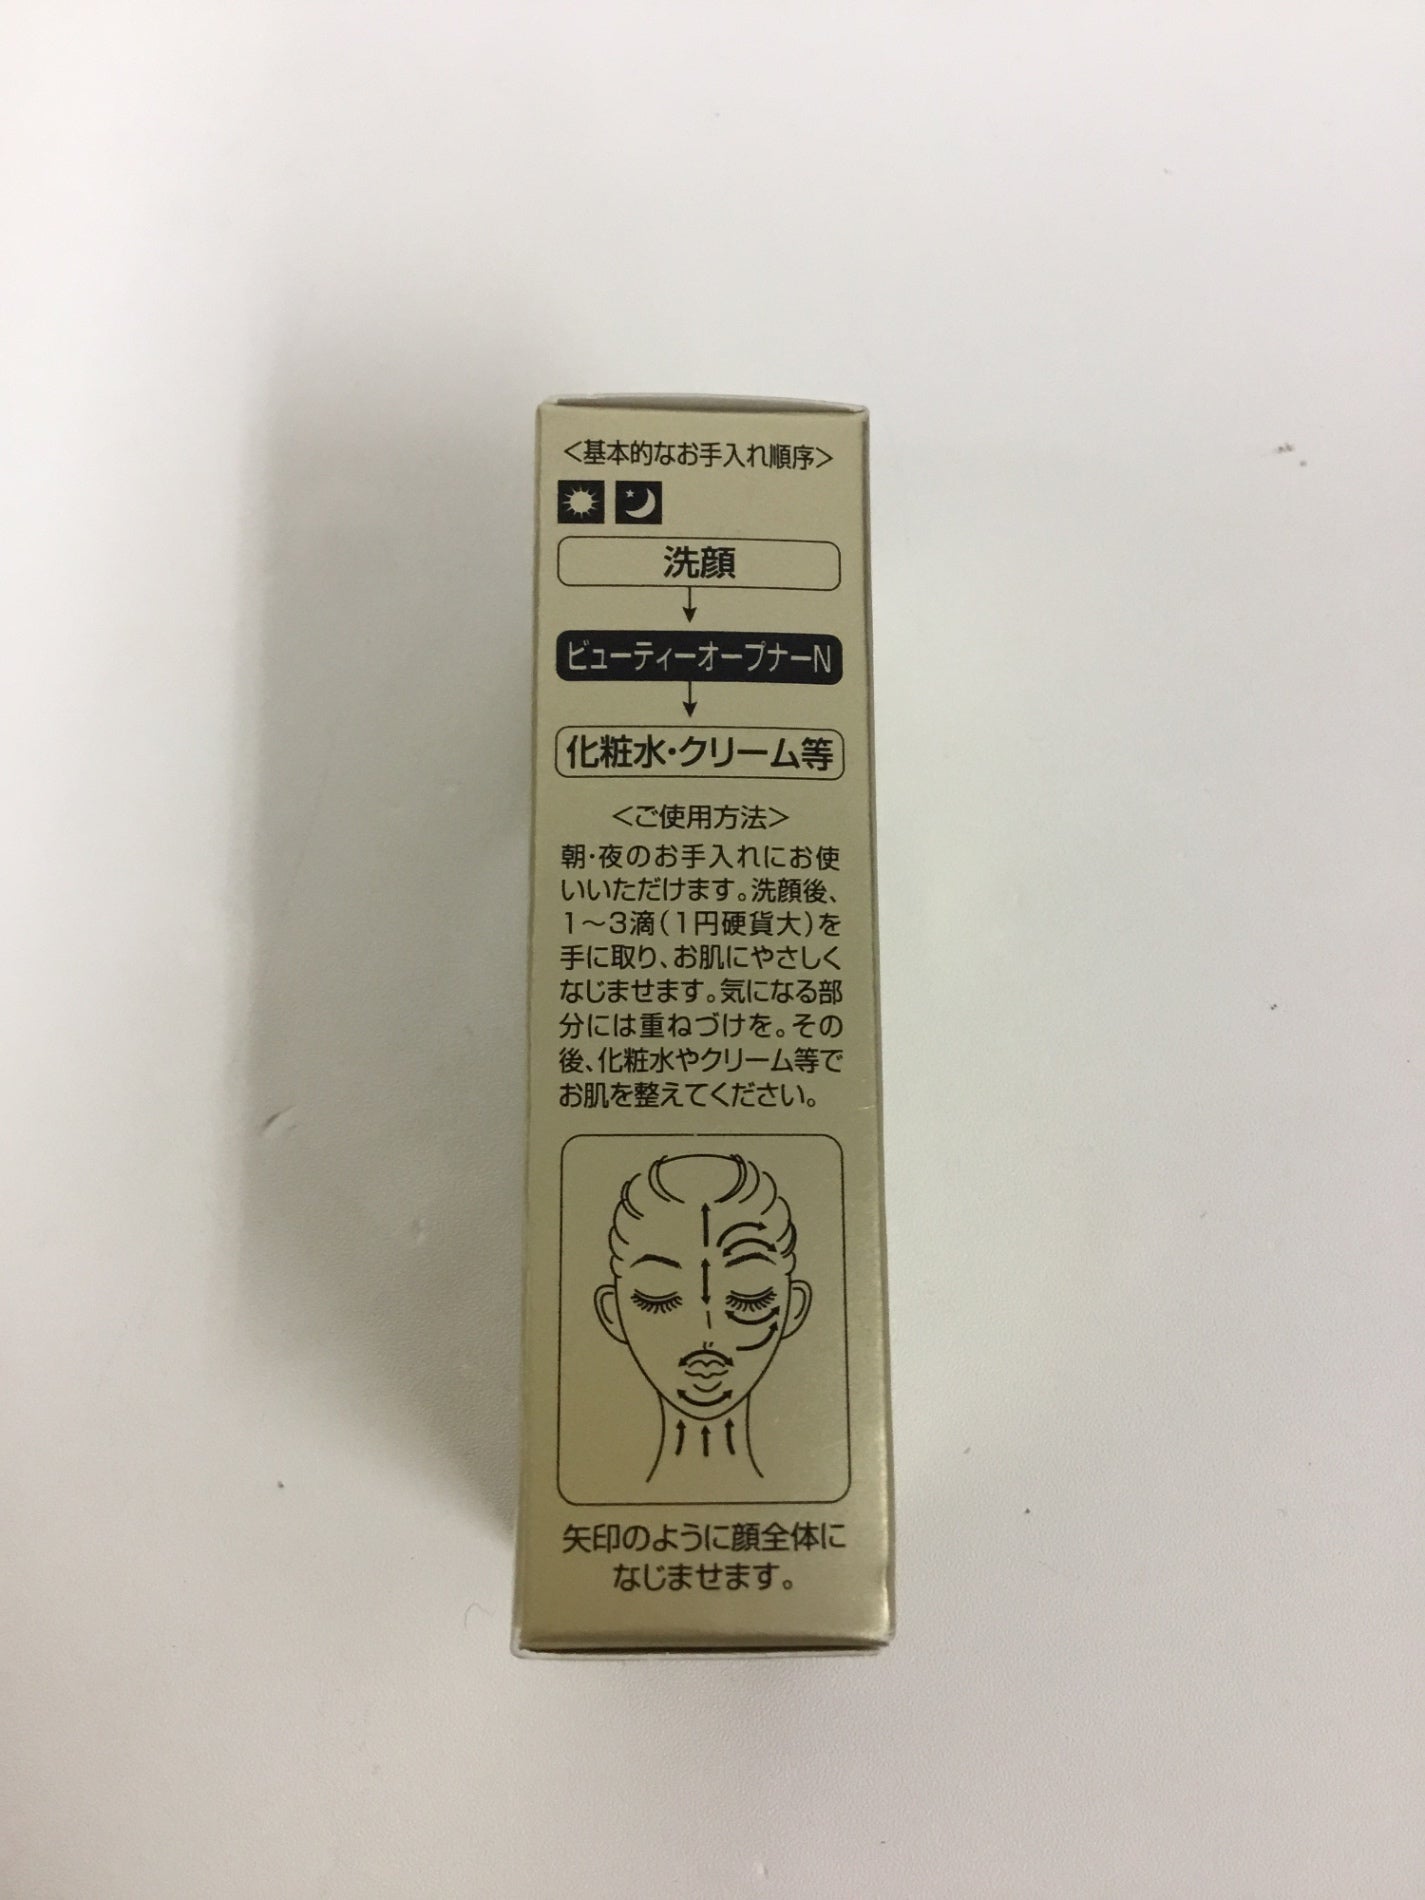 <基本的なお手入れ順序>
洗顔
ビューティーオープナーN
化粧水・クリーム等
<ご使用方法>
朝・夜のお手入れにお使
いいただけます。洗顔後、
1〜3滴(1円硬貨大)を
手に取り、お肌にやさしく
なじませます。気になる部
分には重ねづけを。その
後、化粧水やクリーム等で
お肌を整えてください。
矢印のように顔全体に
なじませます。